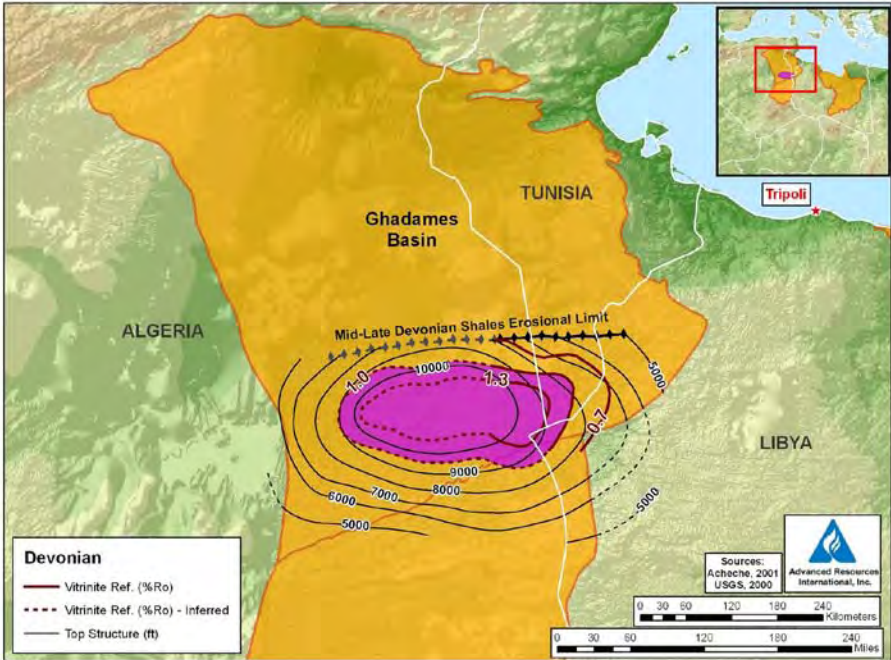 TUNISIA
Tripoli
Ghadames
Basin
ALGERIA
Mid-Late Devonian Shales Erosional Limit
1.0
10000
1.3
5000
0.7
LIBYA
9000
8000
7000
6000
5000
-5000
Devonian
Vitrinite Ref. (%Ro)
Vitrinite Ref. (%Ro) - Inferred
Top Structure (ft)
Sources:
Acheche, 2001
USGS, 2000
Advanced Resources
International, Inc.
0 30 60 120 180 240
Kilometers
0 30 60 120 180 240
Miles